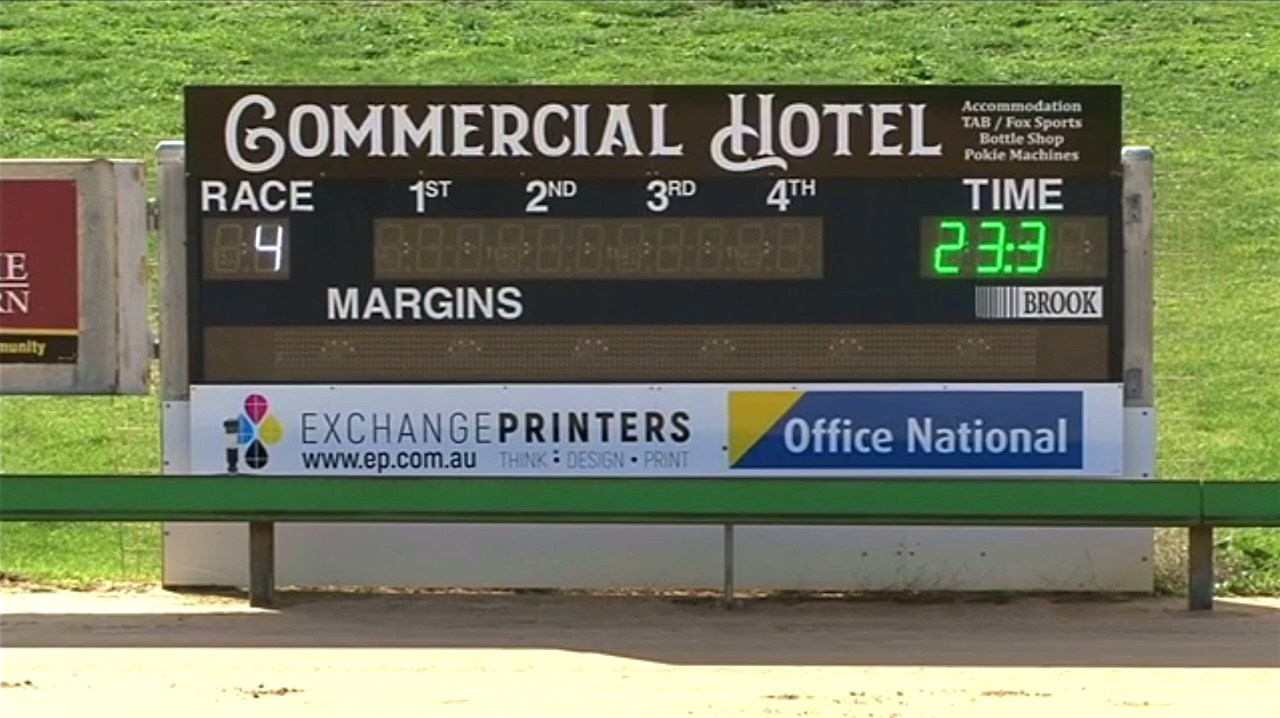 COMMERCIAL HOTEL
Accommodation
TAB / Fox Sports
Bottle Shop
Pokie Machines
RACE 1ST 2ND 3RD 4TH TIME
4 23:3
MARGINS
BROOK
EXCHANGEPRINTERS
www.ep.com.au THINK • DESIGN • PRINT
Office National